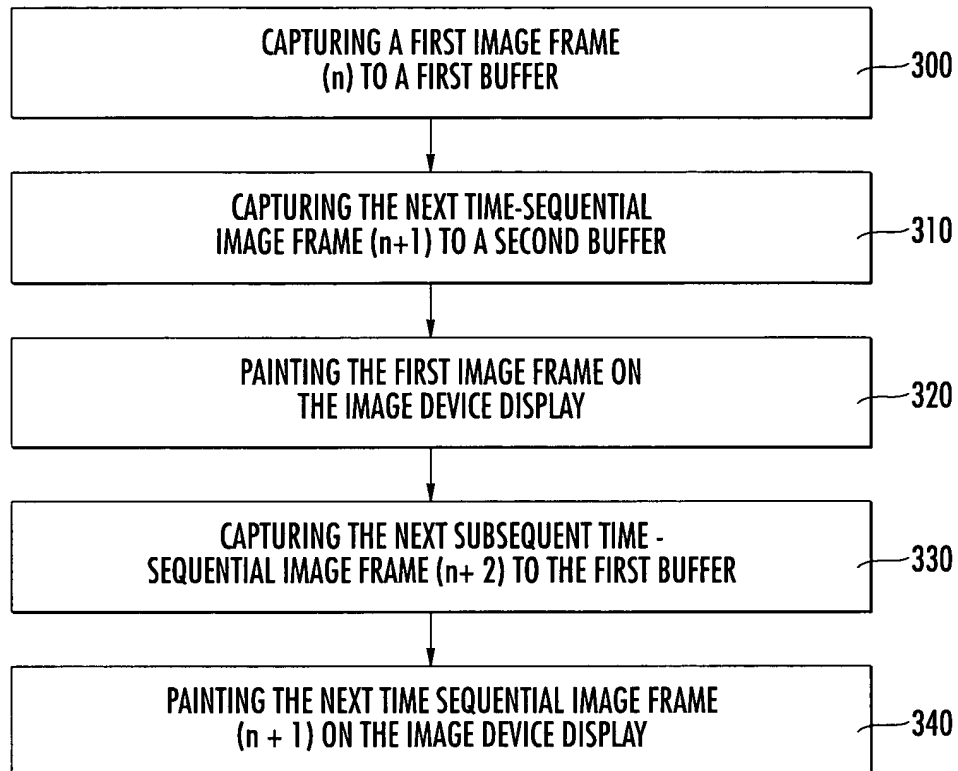 CAPTURING A FIRST IMAGE FRAME
(n) TO A FIRST BUFFER
300
CAPTURING THE NEXT TIME-SEQUENTIAL
IMAGE FRAME (n+1) TO A SECOND BUFFER
310
PAINTING THE FIRST IMAGE FRAME ON
THE IMAGE DEVICE DISPLAY
320
CAPTURING THE NEXT SUBSEQUENT TIME -
SEQUENTIAL IMAGE FRAME (n+ 2) TO THE FIRST BUFFER
330
PAINTING THE NEXT TIME SEQUENTIAL IMAGE FRAME
(n + 1) ON THE IMAGE DEVICE DISPLAY
340